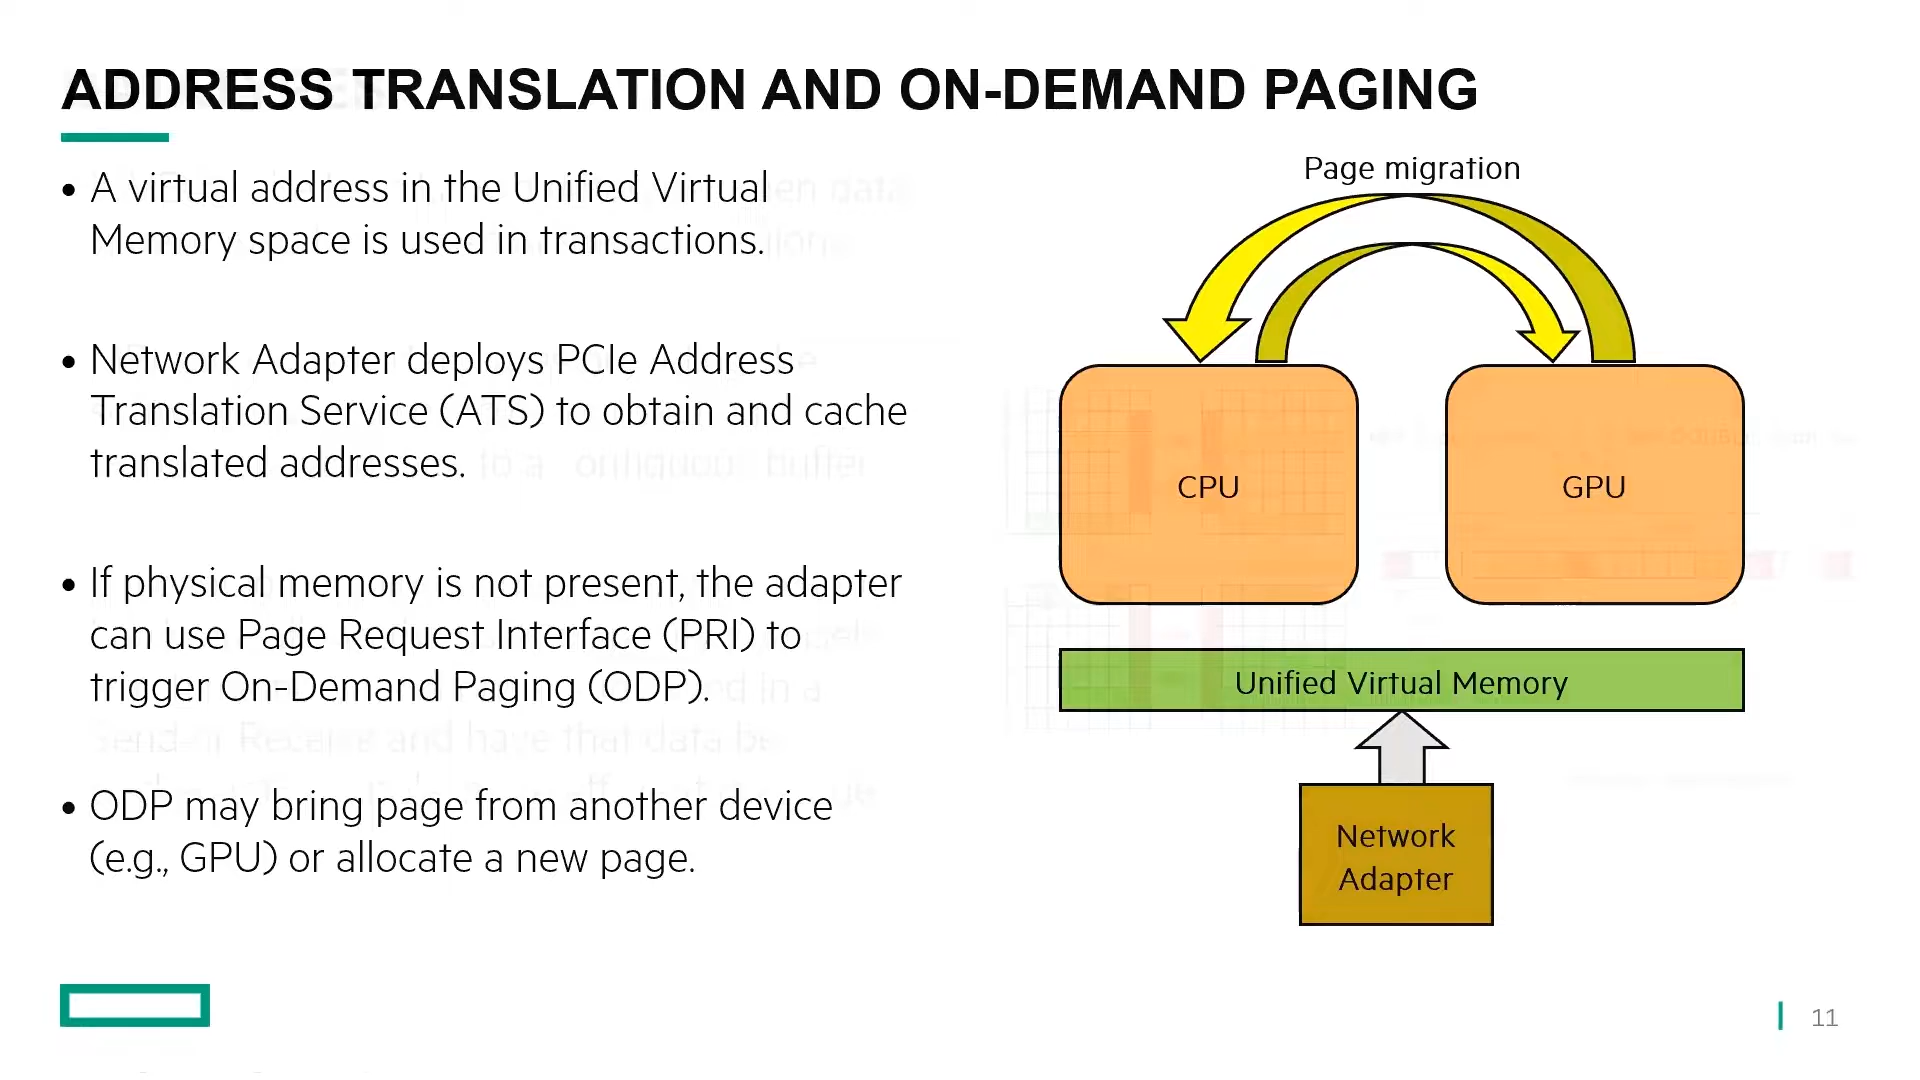 ADDRESS TRANSLATION AND ON-DEMAND PAGING
• A virtual address in the Unified Virtual
Memory space is used in transactions.
• Network Adapter deploys PCIe Address
Translation Service (ATS) to obtain and cache
translated addresses.
• If physical memory is not present, the adapter
can use Page Request Interface (PRI) to
trigger On-Demand Paging (ODP).
• ODP may bring page from another device
(e.g., GPU) or allocate a new page.
Page migration
CPU
GPU
Unified Virtual Memory
Network
Adapter
11